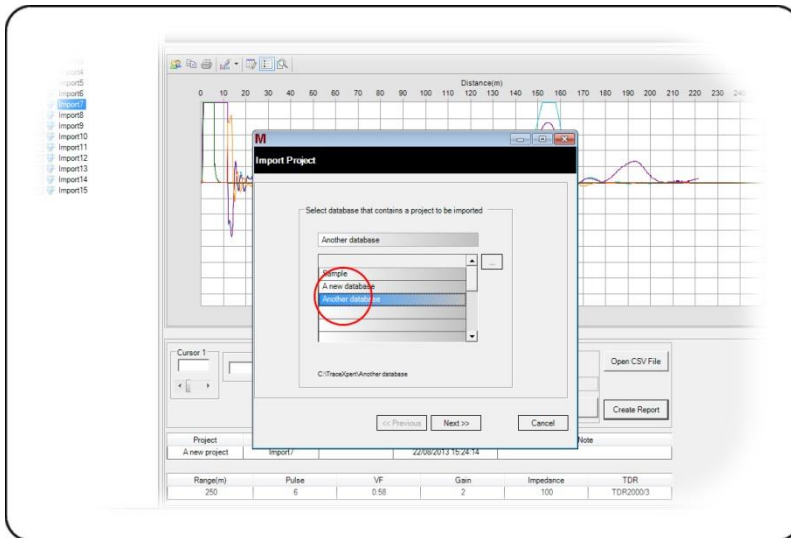 Import5
Import6
Import7
Import8
Import9
Import10
Import11
Import12
Import13
Import14
Import15
Distance(m)
0 10 20 30 40 50 60 70 80 90 100 110 120 130 140 150 160 170 180 190 200 210 220 230 240
M
Import Project
Select database that contains a project to be imported
Another database
...
Sample
A new database
Another database
C:\TraceXpert\Another database
<< Previous Next >> Cancel
Cursor 1
Open CSV File
Create Report
Project Note
A new project Import7 22/08/2013 15:24:14
Range(m) Pulse VF Gain Impedance TDR
250 6 0.58 2 100 TDR2000/3